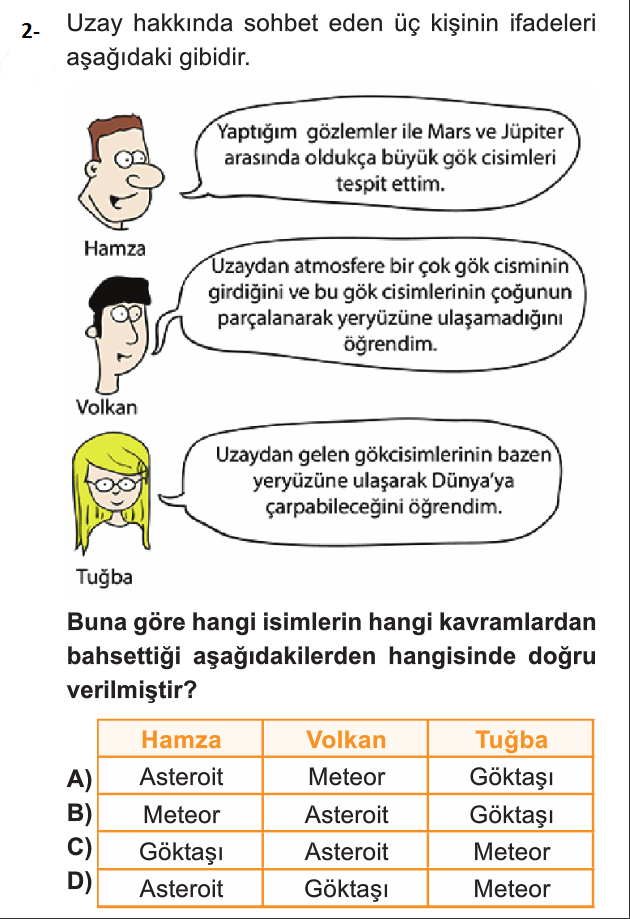 2- Uzay hakkında sohbet eden üç kişinin ifadeleri
aşağıdaki gibidir.
Yaptığım gözlemler ile Mars ve Jüpiter
arasında oldukça büyük gök cisimleri
tespit ettim.
Hamza
Uzaydan atmosfere bir çok gök cisminin
girdiğini ve bu gök cisimlerinin çoğunun
parçalanarak yeryüzüne ulaşamadığını
öğrendim.
Volkan
Uzaydan gelen gökcisimlerinin bazen
yeryüzüne ulaşarak Dünya'ya
çarpabileceğini öğrendim.
Tuğba
Buna göre hangi isimlerin hangi kavramlardan
bahsettiği aşağıdakilerden hangisinde doğru
verilmiştir?
Hamza Volkan Tuğba
A) Asteroit Meteor Göktaşı
B) Meteor Asteroit Göktaşı
C) Göktaşı Asteroit Meteor
D) Asteroit Göktaşı Meteor